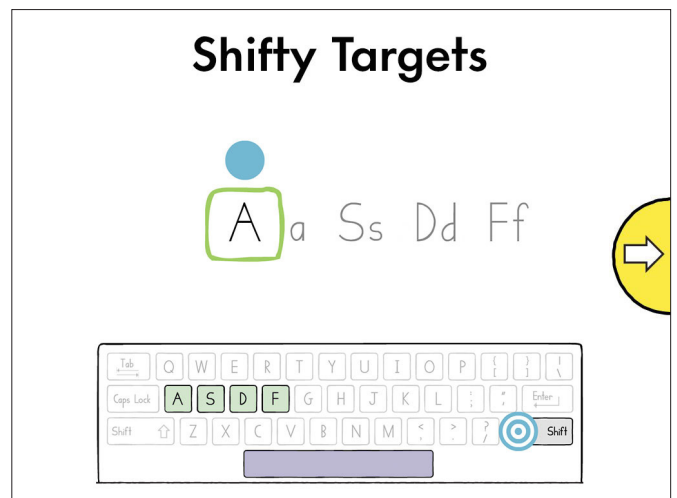 Shifty Targets
A a Ss Dd Ff
Tab Q W E R T Y U I O P { [ } ] | \
Caps Lock A S D F G H J K L : ; " ' Enter
Shift Z X C V B N M < , > . ? / Shift